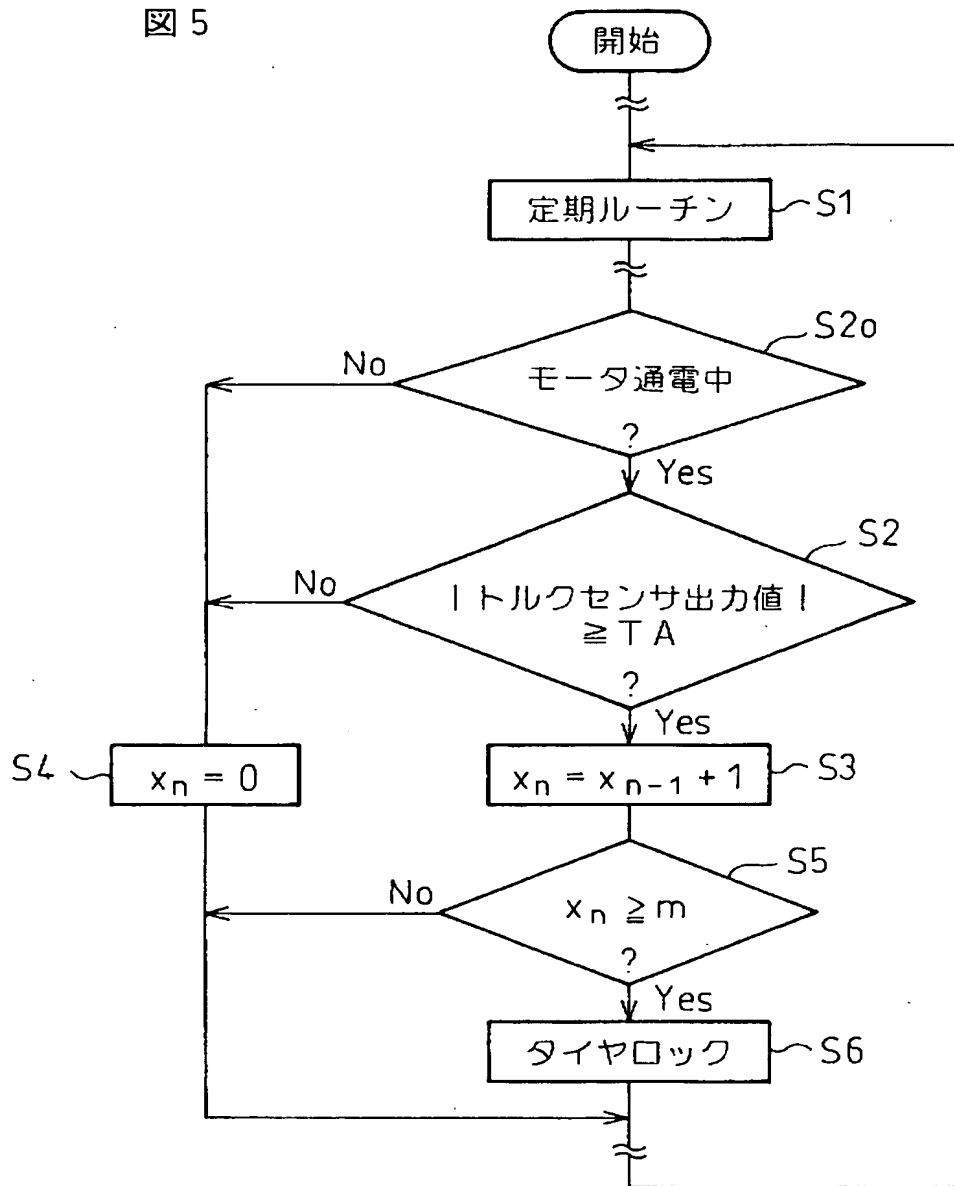 図5
開始
定期ルーチン
S1
S2o
No
モータ通電中
?
Yes
S2
No
|トルクセンサ出力値|
≧TA
?
Yes
S4
xn = 0
xn = xn-1 + 1
S3
S5
No
xn ≧ m
?
Yes
タイヤロック
S6